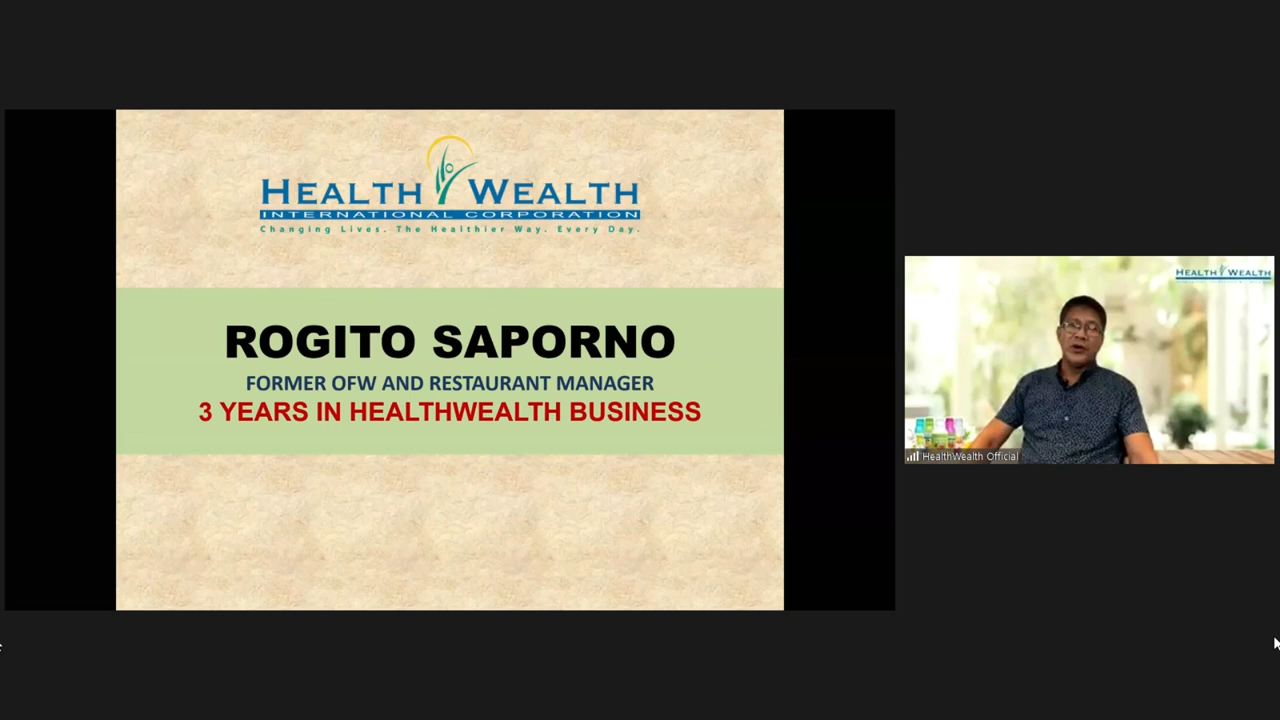 HEALTH WEALTH
INTERNATIONAL CORPORATION
Changing Lives. The Healthier Way. Every Day.
ROGITO SAPORNO
FORMER OFW AND RESTAURANT MANAGER
3 YEARS IN HEALTHWEALTH BUSINESS
HEALTH WEALTH
HealthWealth Official